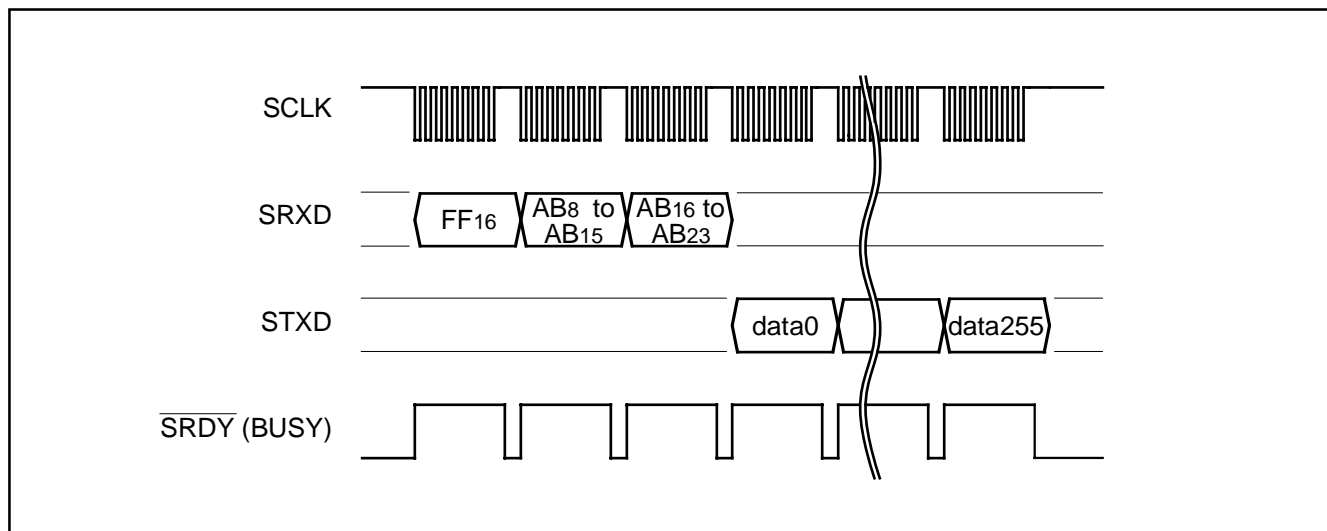 SCLK
SRXD
FF16
AB8 to
AB15
AB16 to
AB23
STXD
data0
data255
SRDY (BUSY)